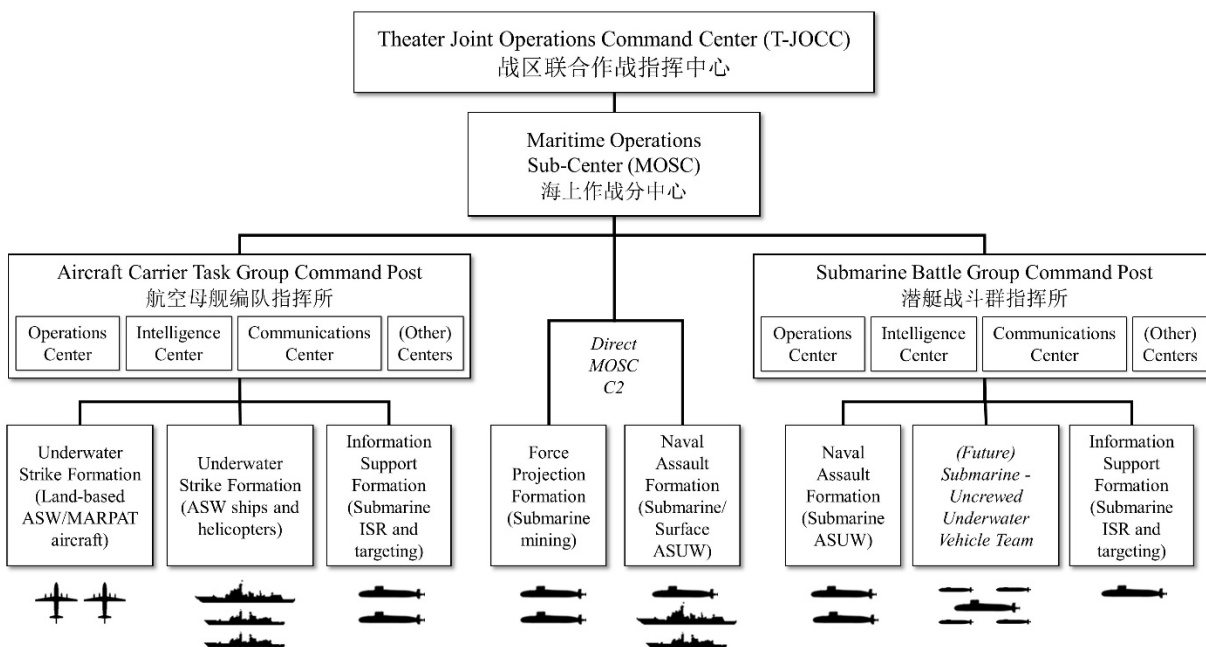 Theater Joint Operations Command Center (T-JOCC)
战区联合作战指挥中心
Maritime Operations
Sub-Center (MOSC)
海上作战分中心
Aircraft Carrier Task Group Command Post
航空母舰编队指挥所
Operations
Center
Intelligence
Center
Communications
Center
(Other)
Centers
Direct
MOSC
C2
Submarine Battle Group Command Post
潜艇战斗群指挥所
Operations
Center
Intelligence
Center
Communications
Center
(Other)
Centers
Underwater
Strike Formation
(Land-based
ASW/MARPAT
aircraft)
Underwater
Strike Formation
(ASW ships and
helicopters)
Information
Support
Formation
(Submarine
ISR and
targeting)
Force
Projection
Formation
(Submarine
mining)
Naval
Assault
Formation
(Submarine/
Surface
ASUW)
Naval
Assault
Formation
(Submarine
ASUW)
(Future)
Submarine -
Uncrewed
Underwater
Vehicle Team
Information
Support
Formation
(Submarine
ISR and
targeting)